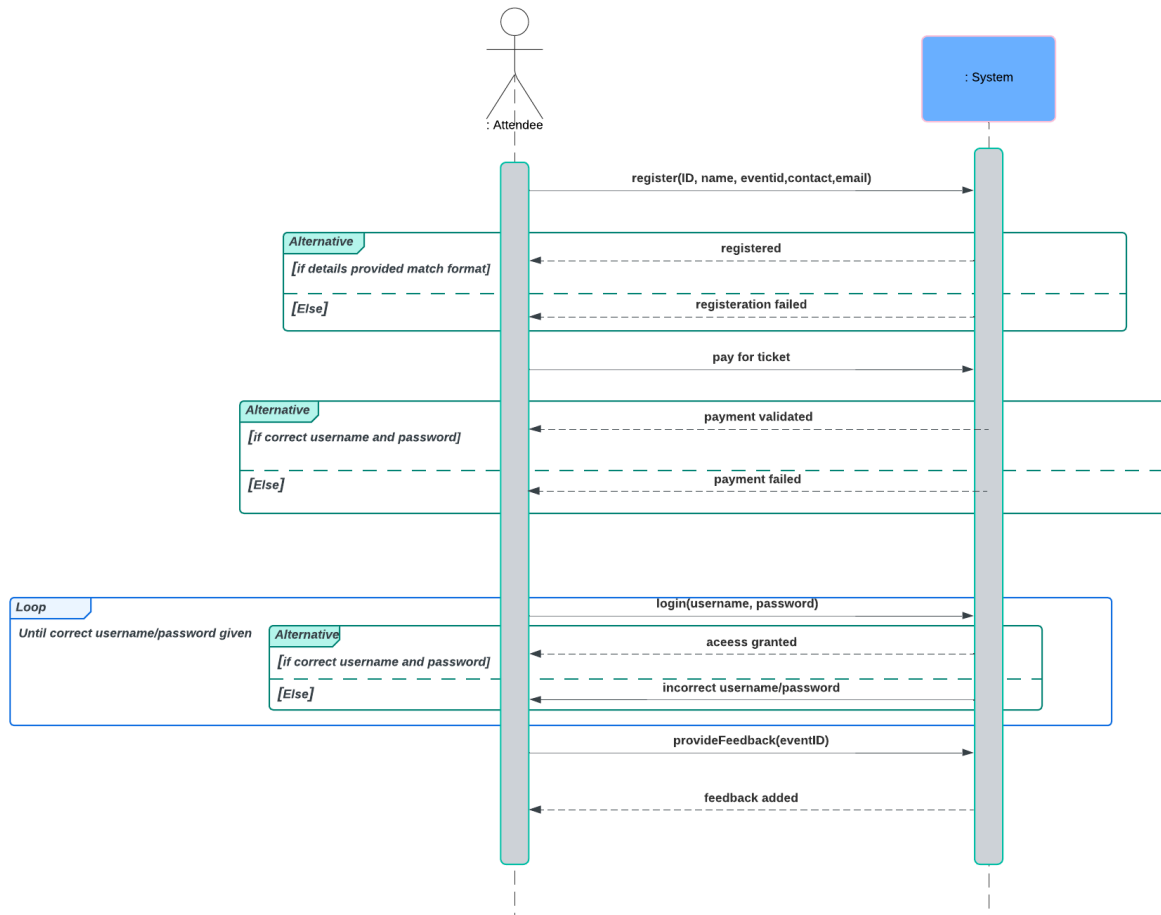 : Attendee
: System
register(ID, name, eventid,contact,email)
Alternative
registered
[if details provided match format]
[Else]
registeration failed
pay for ticket
Alternative
payment validated
[if correct username and password]
[Else]
payment failed
Loop
login(username, password)
Until correct username/password given
Alternative
aceess granted
[if correct username and password]
[Else]
incorrect username/password
provideFeedback(eventID)
feedback added